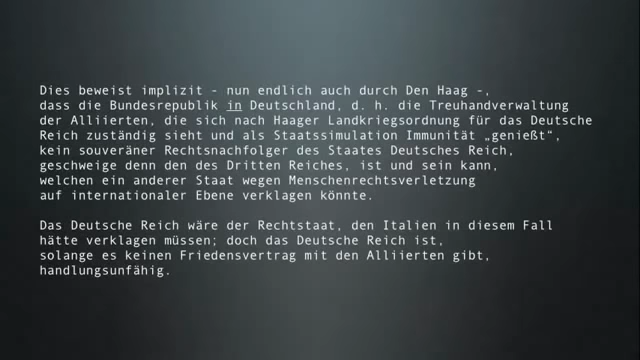 Dies beweist implizit - nun endlich auch durch Den Haag -,
dass die Bundesrepublik in Deutschland, d. h. die Treuhandverwaltung
der Alliierten, die sich nach Haager Landkriegsordnung für das Deutsche
Reich zuständig sieht und als Staatssimulation Immunität „genießt“,
kein souveräner Rechtsnachfolger des Staates Deutsches Reich,
geschweige denn den des Dritten Reiches, ist und sein kann,
welchen ein anderer Staat wegen Menschenrechtsverletzung
auf internationaler Ebene verklagen könnte.
Das Deutsche Reich wäre der Rechtstaat, den Italien in diesem Fall
hätte verklagen müssen; doch das Deutsche Reich ist,
solange es keinen Friedensvertrag mit den Alliierten gibt,
handlungsunfähig.